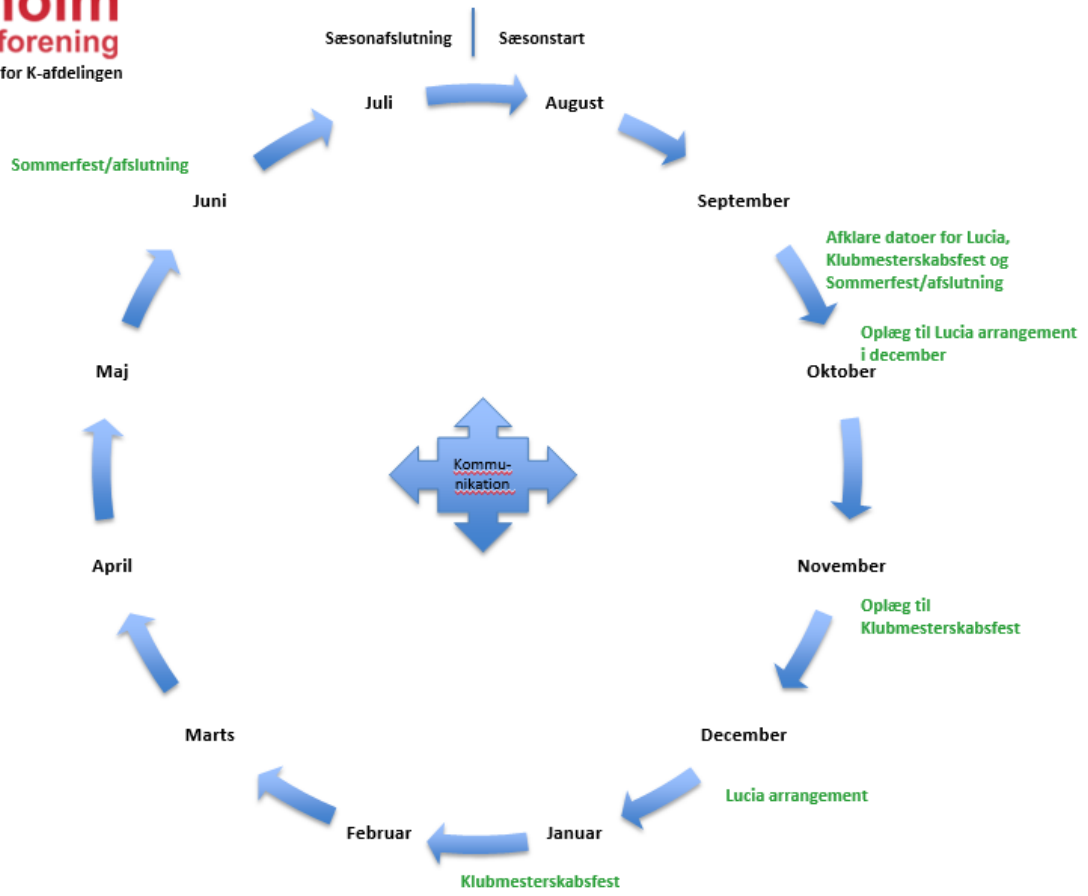 forening
for K-afdelingen
Sæsonafslutning
Sæsonstart
Juli
August
Sommerfest/afslutning
Juni
September
Afklare datoer for Lucia,
Klubmesterskabsfest og
Sommerfest/afslutning
Oplæg til Lucia arrangement
i december
Maj
Oktober
Kommu-
nikation
April
November
Oplæg til
Klubmesterskabsfest
Marts
December
Lucia arrangement
Februar
Januar
Klubmesterskabsfest